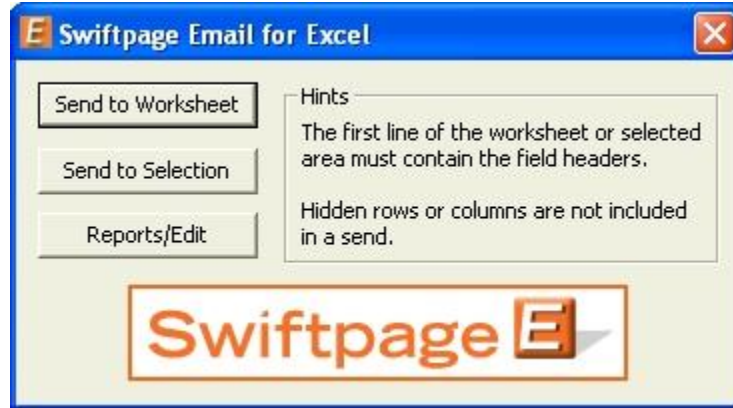 E Swiftpage Email for Excel
Send to Worksheet
Send to Selection
Reports/Edit
Hints
The first line of the worksheet or selected
area must contain the field headers.
Hidden rows or columns are not included
in a send.
Swiftpage E